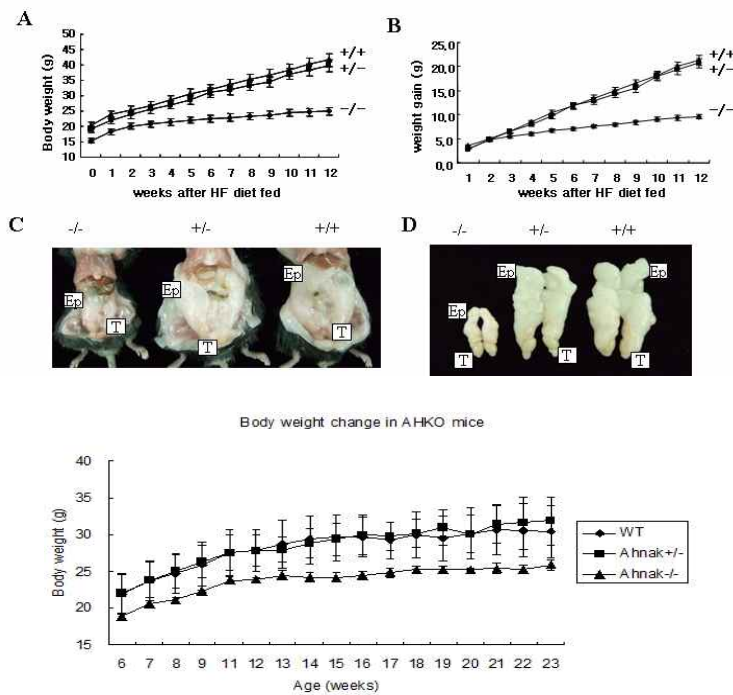 A
Body weight (g)
50
45
40
35
30
25
20
15
10
+/+
+/−
−/−
0 1 2 3 4 5 6 7 8 9 10 11 12
weeks after HF diet fed
B
weight gain (g)
25,0
20,0
15,0
10,0
5,0
0,0
+/+
+/−
−/−
1 2 3 4 5 6 7 8 9 10 11 12
weeks after HF diet fed
C
-/- +/- +/+
Ep Ep Ep
T T T
D
-/- +/- +/+
Ep Ep Ep
T T T
Body weight change in AHKO mice
Body weight (g)
40
35
30
25
20
15
6 7 8 9 11 12 13 14 15 16 17 18 19 20 21 22 23
Age (weeks)
WT
Ahnak+/-
Ahnak-/-